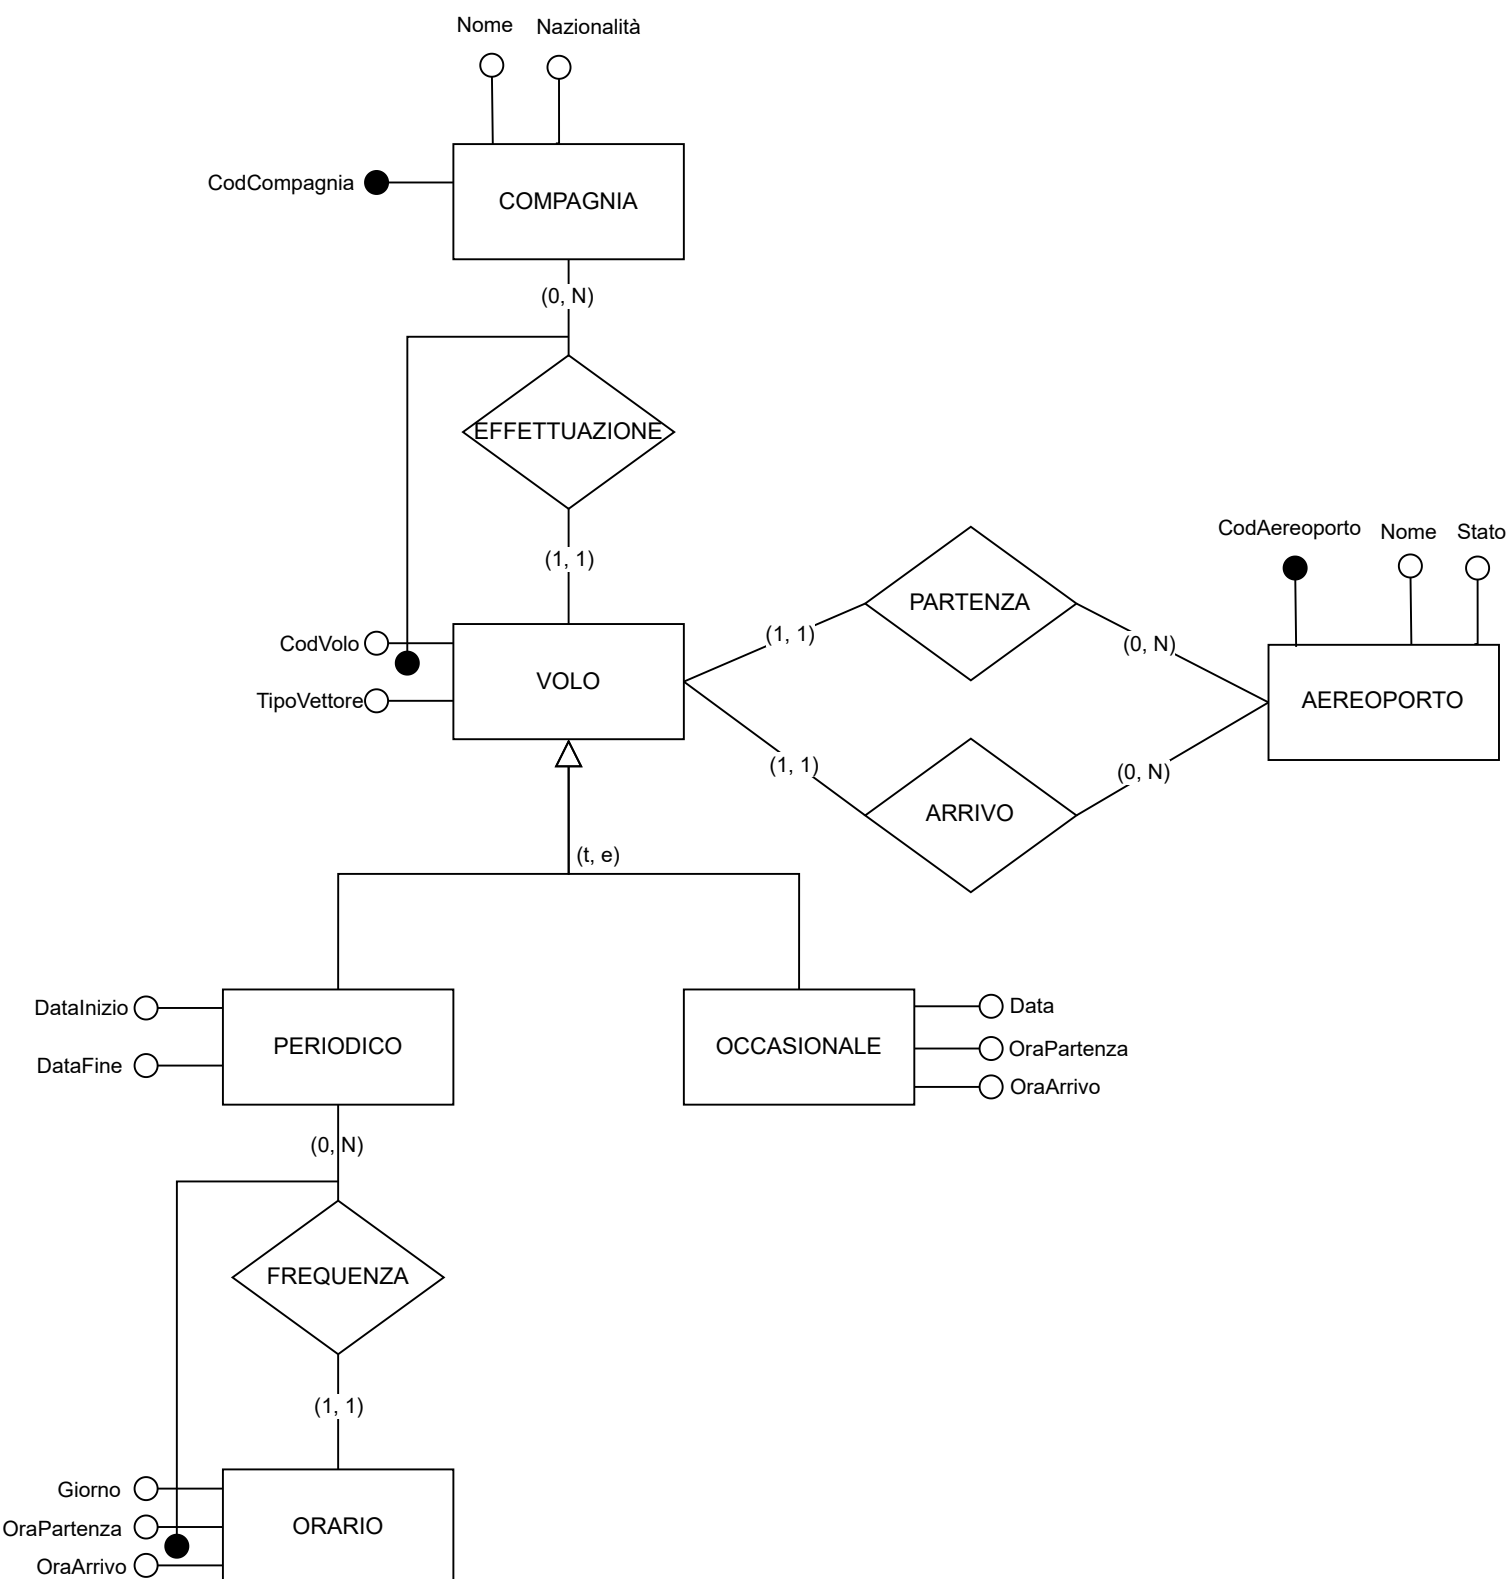 Nome Nazionalità
CodCompagnia
COMPAGNIA
(0, N)
EFFETTUAZIONE
(1, 1)
CodVolo
TipoVettore
VOLO
(1, 1)
PARTENZA
(0, N)
(1, 1)
ARRIVO
(0, N)
CodAereoporto Nome Stato
AEREOPORTO
(t, e)
DataInizio
DataFine
PERIODICO
OCCASIONALE
Data
OraPartenza
OraArrivo
(0, N)
FREQUENZA
(1, 1)
Giorno
OraPartenza
OraArrivo
ORARIO